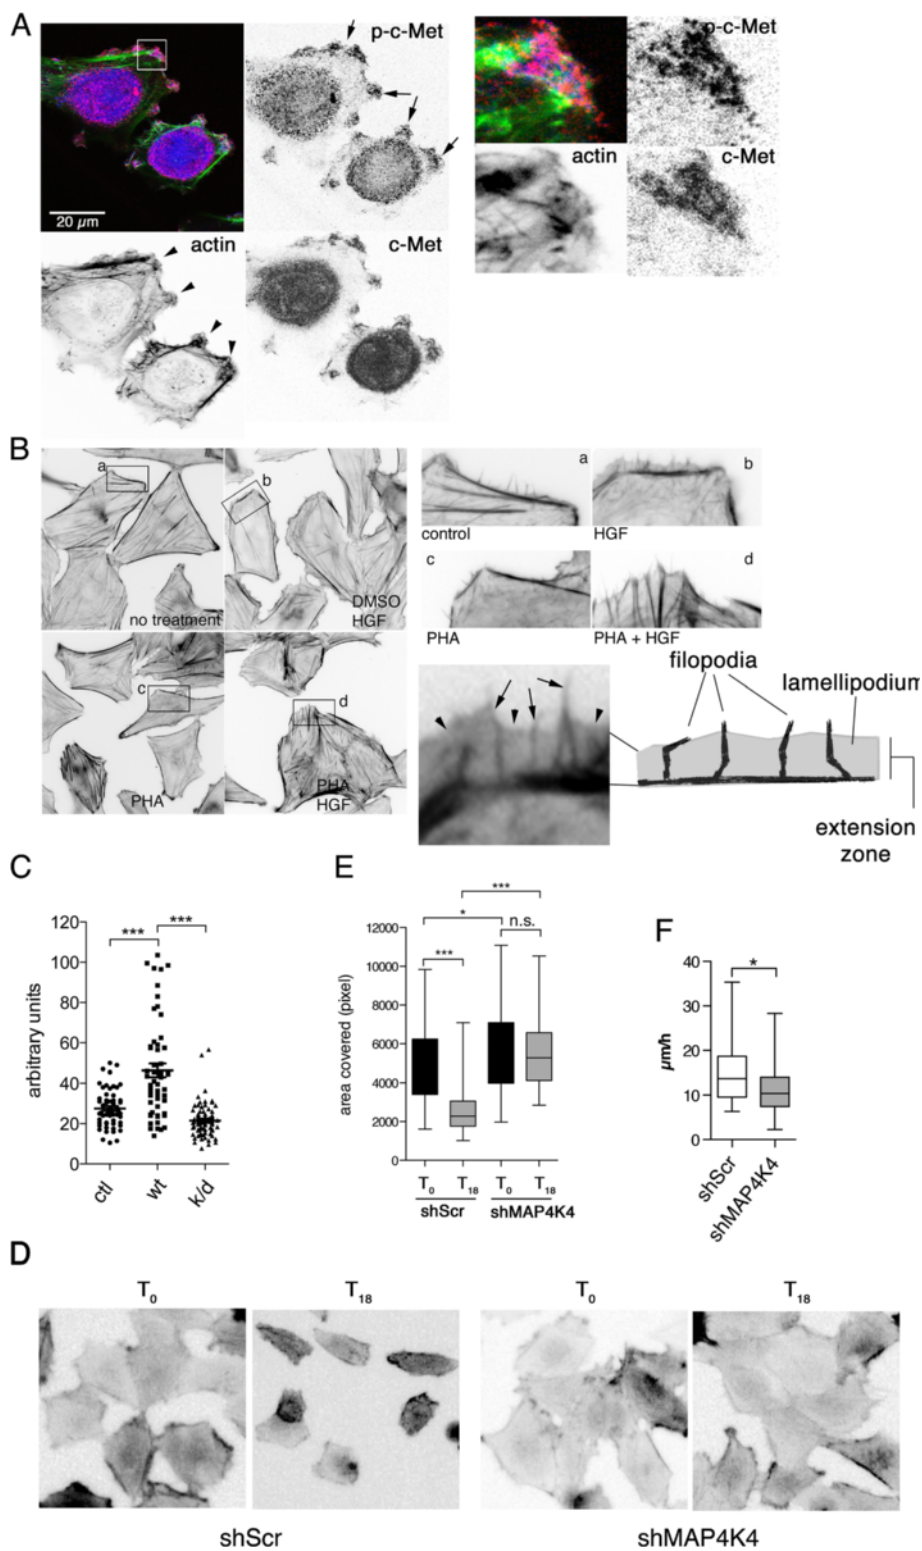 A
p-c-Met
20 µm
actin
c-Met
p-c-Met
actin
c-Met
B
a
b
no treatment
DMSO
HGF
c
d
PHA
PHA
HGF
a
control
b
HGF
c
PHA
d
PHA + HGF
filopodia
lamellipodium
extension
zone
C
arbitrary units
120
100
80
60
40
20
0
***
***
ctl
wt
k/d
E
area covered (pixel)
12000
10000
8000
6000
4000
2000
0
***
*
n.s.
***
T0 T18 T0 T18
shScr shMAP4K4
F
µm/h
40
30
20
10
0
*
shScr
shMAP4K4
D
T0 T18 T0 T18
shScr shMAP4K4